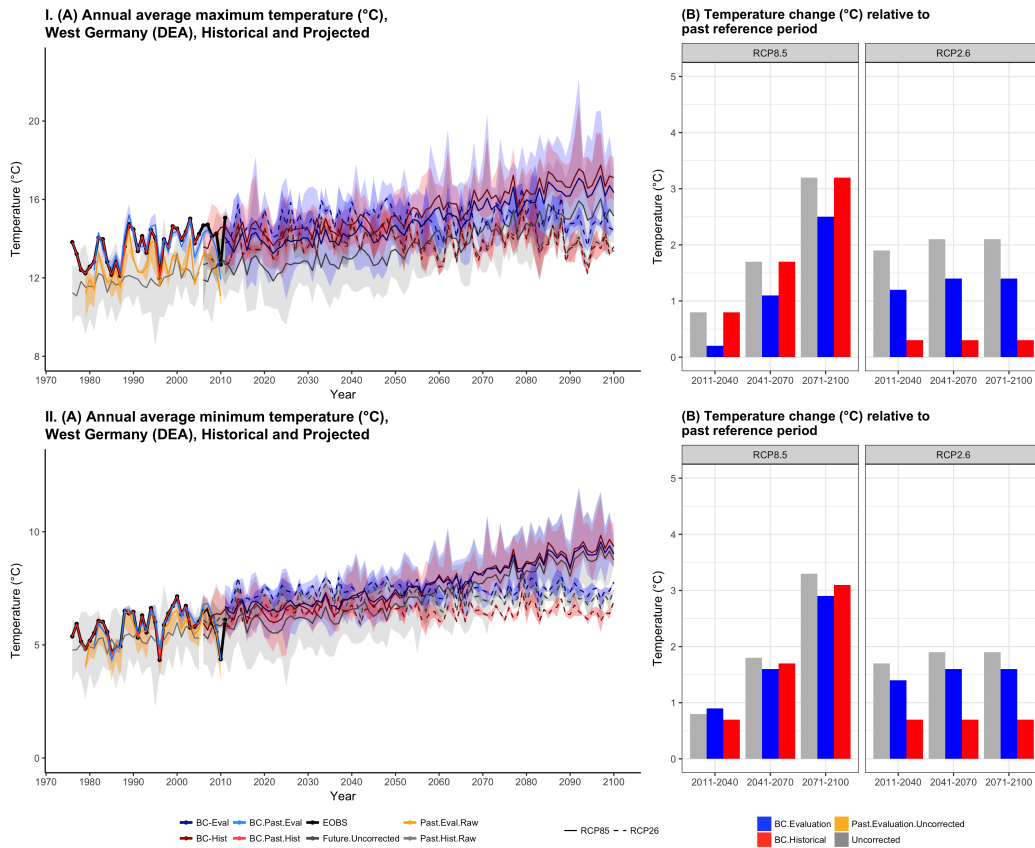 I. (A) Annual average maximum temperature (°C),
West Germany (DEA), Historical and Projected
Temperature (°C)
20
16
12
8
1970 1980 1990 2000 2010 2020 2030 2040 2050 2060 2070 2080 2090 2100
Year
(B) Temperature change (°C) relative to
past reference period
RCP8.5 RCP2.6
Temperature (°C)
5
4
3
2
1
0
2011-2040 2041-2070 2071-2100 2011-2040 2041-2070 2071-2100
II. (A) Annual average minimum temperature (°C),
West Germany (DEA), Historical and Projected
Temperature (°C)
10
5
0
1970 1980 1990 2000 2010 2020 2030 2040 2050 2060 2070 2080 2090 2100
Year
(B) Temperature change (°C) relative to
past reference period
RCP8.5 RCP2.6
Temperature (°C)
5
4
3
2
1
0
2011-2040 2041-2070 2071-2100 2011-2040 2041-2070 2071-2100
BC-Eval BC.Past.Eval EOBS Past.Eval.Raw
BC-Hist BC.Past.Hist Future.Uncorrected Past.Hist.Raw
RCP85 RCP26
BC.Evaluation Past.Evaluation.Uncorrected
BC.Historical Uncorrected